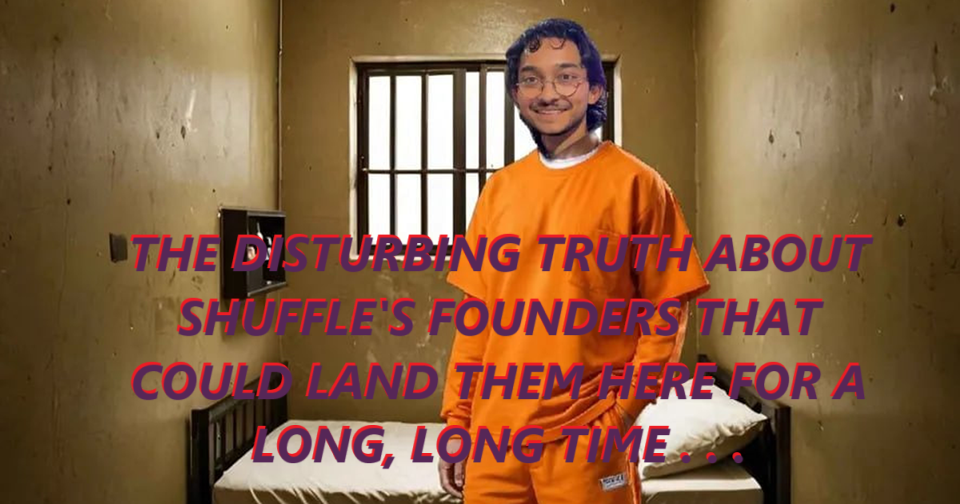 THE DISTURBING TRUTH ABOUT
SHUFFLE'S FOUNDERS THAT
COULD LAND THEM HERE FOR A
LONG, LONG TIME . . .